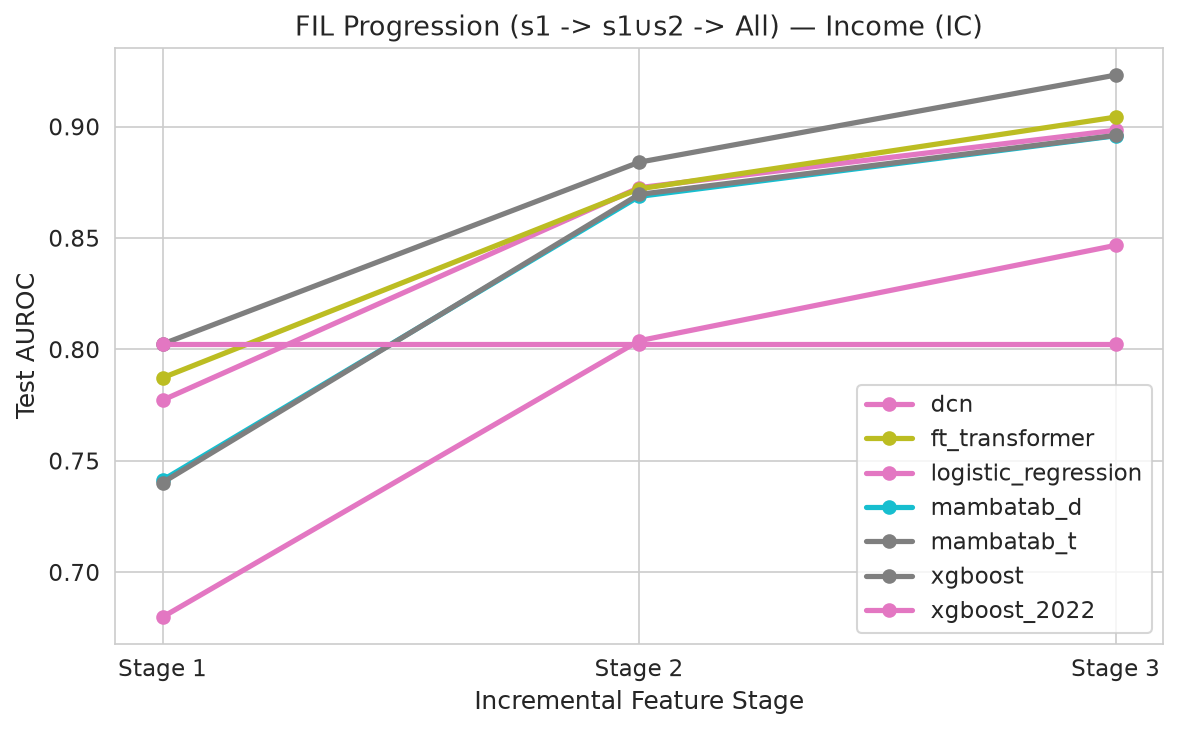 FIL Progression (s1 -> s1∪s2 -> All) — Income (IC)
Test AUROC
0.90
0.85
0.80
0.75
0.70
dcn
ft_transformer
logistic_regression
mambatab_d
mambatab_t
xgboost
xgboost_2022
Stage 1
Stage 2
Stage 3
Incremental Feature Stage